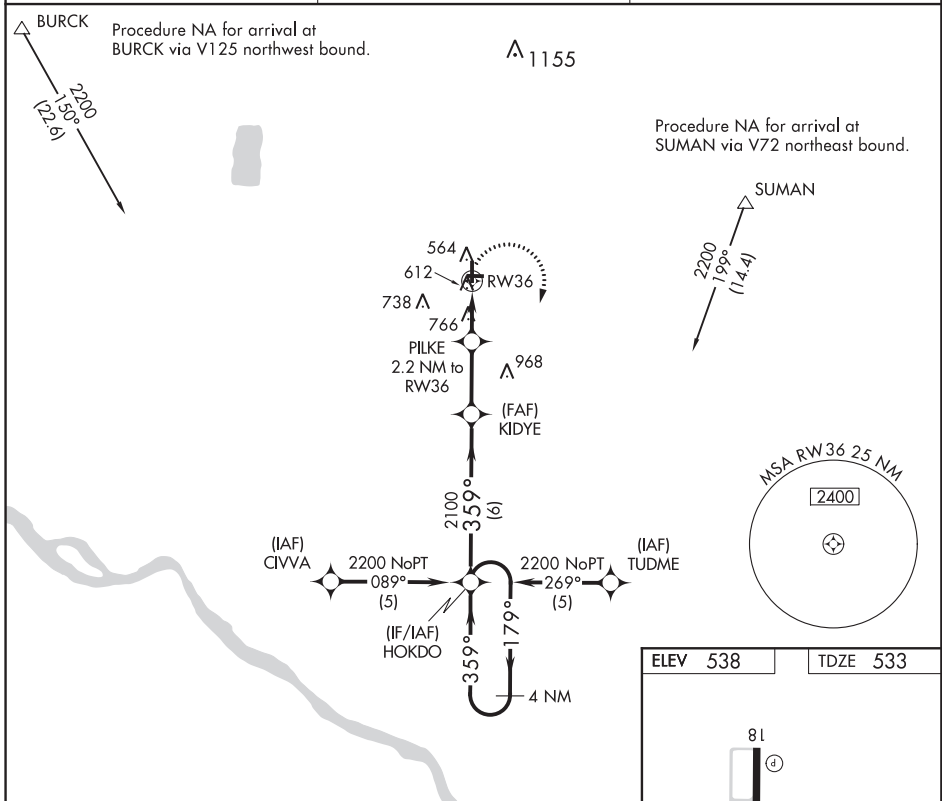 BURCK
Procedure NA for arrival at
BURCK via V125 northwest bound.
1155
2200
150°
(22.6)
Procedure NA for arrival at
SUMAN via V72 northeast bound.
SUMAN
2200
199°
(14.4)
564
612
RW36
738
766
PILKE
2.2 NM to
RW36
968
(FAF)
KIDYE
MSA RW36 25 NM
2400
2100
359°
(6)
(IAF)
CIVVA
2200 NoPT
089°
(5)
2200 NoPT
269°
(5)
(IAF)
TUDME
(IF/IAF)
HOKDO
359°
179°
4 NM
ELEV 538
TDZE 533
18
P